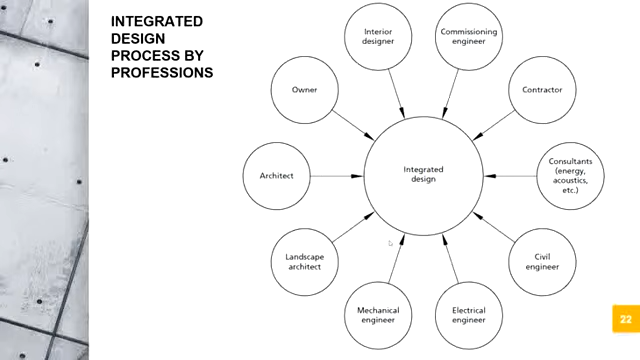 INTEGRATED
DESIGN
PROCESS BY
PROFESSIONS
Interior
designer
Commissioning
engineer
Owner
Contractor
Architect
Integrated
design
Consultants
(energy,
acoustics,
etc.)
Landscape
architect
Civil
engineer
Mechanical
engineer
Electrical
engineer
22